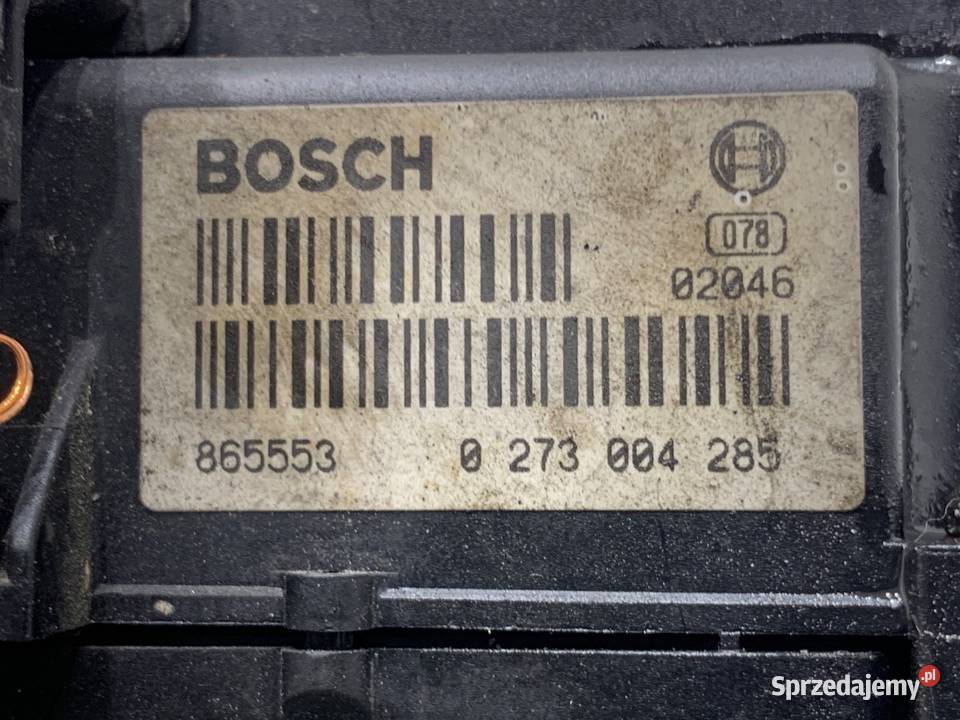 BOSCH
078
02046
865553 0 273 004 285
Sprzedajemy.pl